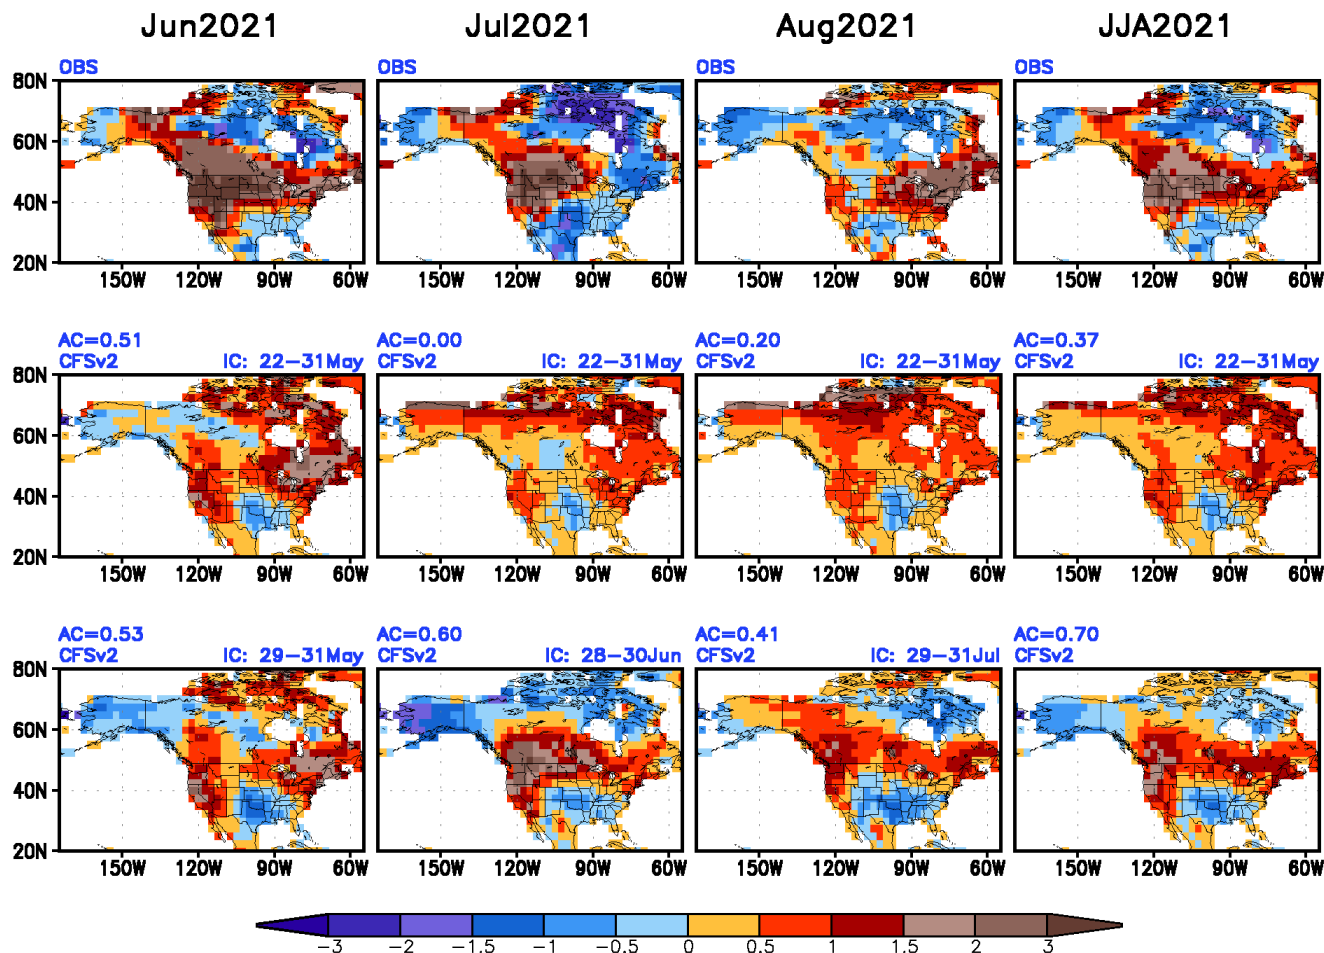 Jun2021 Jul2021 Aug2021 JJA2021
OBS OBS OBS OBS
80N
60N
40N
20N
150W 120W 90W 60W 150W 120W 90W 60W 150W 120W 90W 60W 150W 120W 90W 60W
AC=0.51 AC=0.00 AC=0.20 AC=0.37
CFSv2 IC: 22-31May CFSv2 IC: 22-31May CFSv2 IC: 22-31May CFSv2 IC: 22-31May
80N
60N
40N
20N
150W 120W 90W 60W 150W 120W 90W 60W 150W 120W 90W 60W 150W 120W 90W 60W
AC=0.53 AC=0.60 AC=0.41 AC=0.70
CFSv2 IC: 29-31May CFSv2 IC: 28-30Jun CFSv2 IC: 29-31Jul CFSv2
80N
60N
40N
20N
150W 120W 90W 60W 150W 120W 90W 60W 150W 120W 90W 60W 150W 120W 90W 60W
-3 -2 -1.5 -1 -0.5 0 0.5 1 1.5 2 3